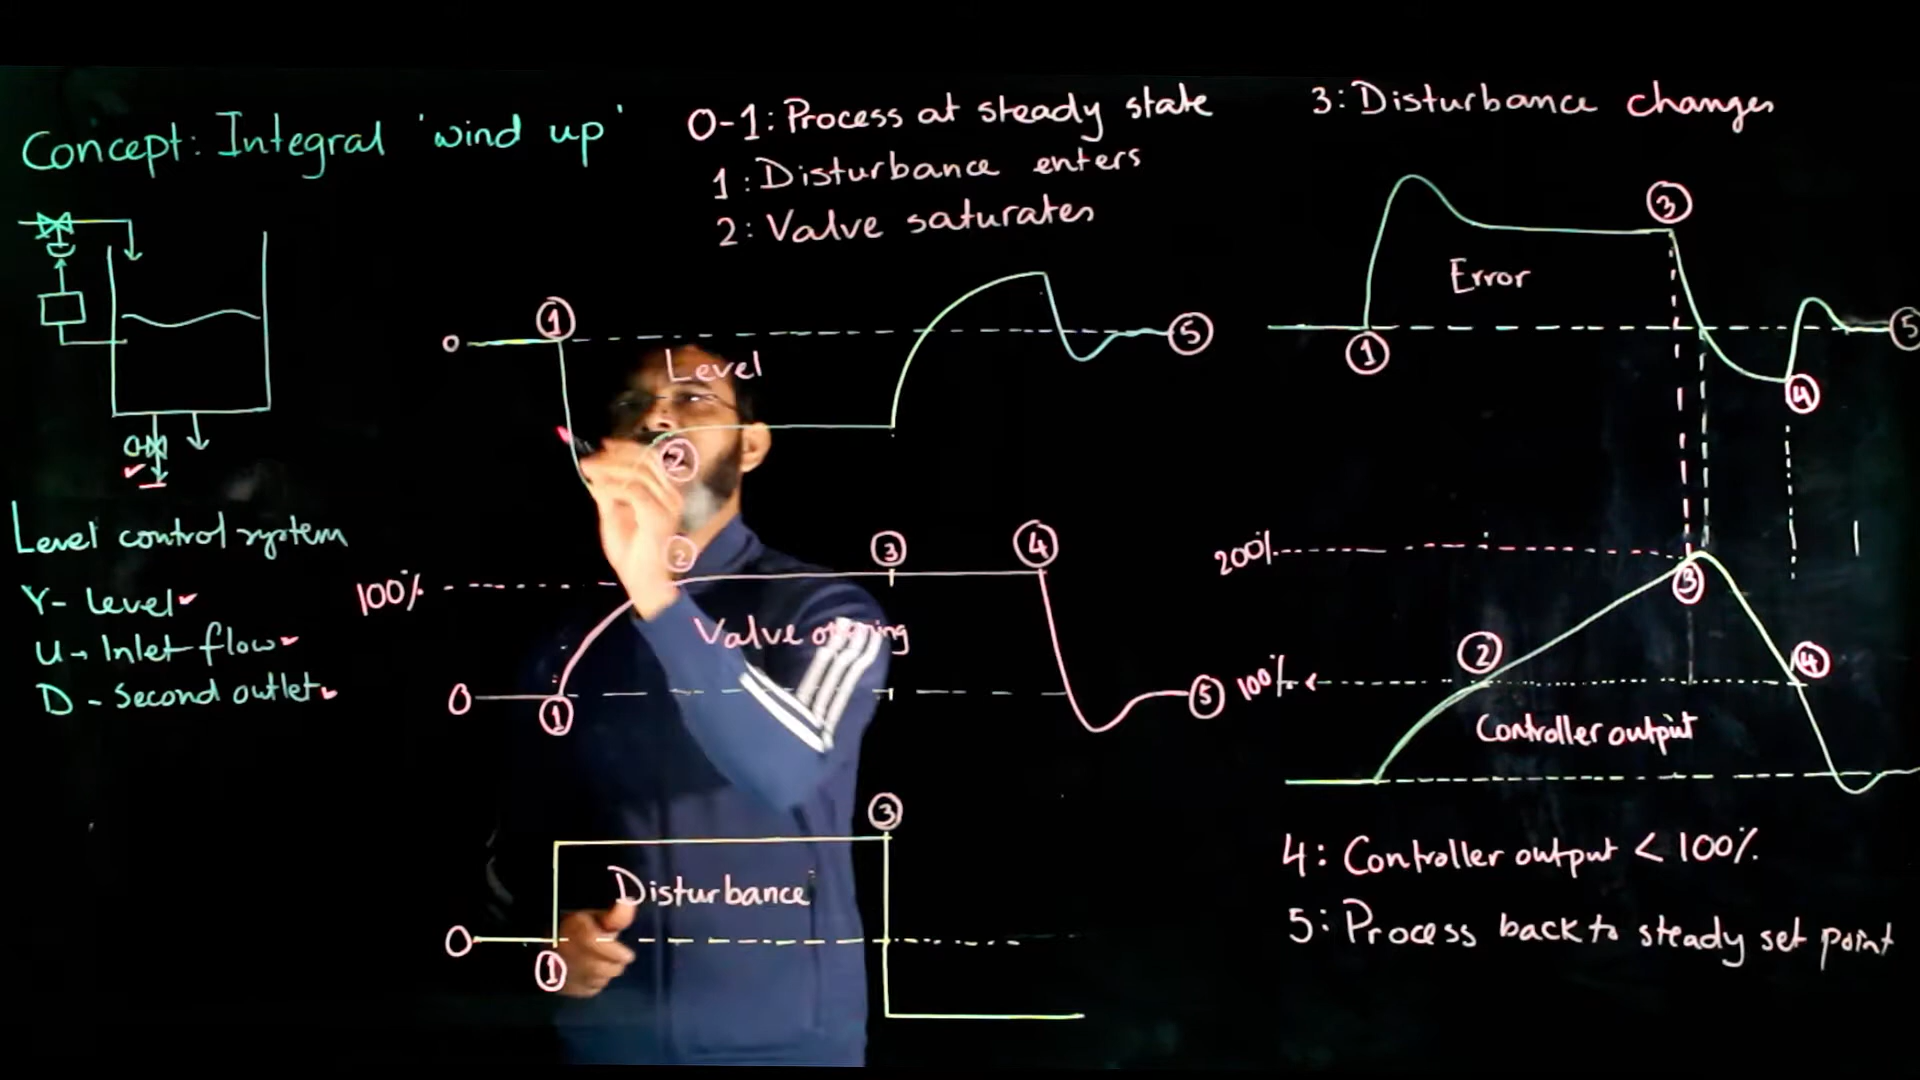 Concept: Integral 'wind up'
0-1: Process at steady state
1: Disturbance enters
2: Valve saturates
3: Disturbance changes
Level control system
Y- Level
U→ Inlet flow
D - Second outlet
0
1
Level
2
5
100%
2
3
4
Valve opening
0
1
5
3
Disturbance
0
1
3
Error
1
4
5
200%
3
2
100%
4
Controller output
4: Controller output < 100%
5: Process back to steady set point